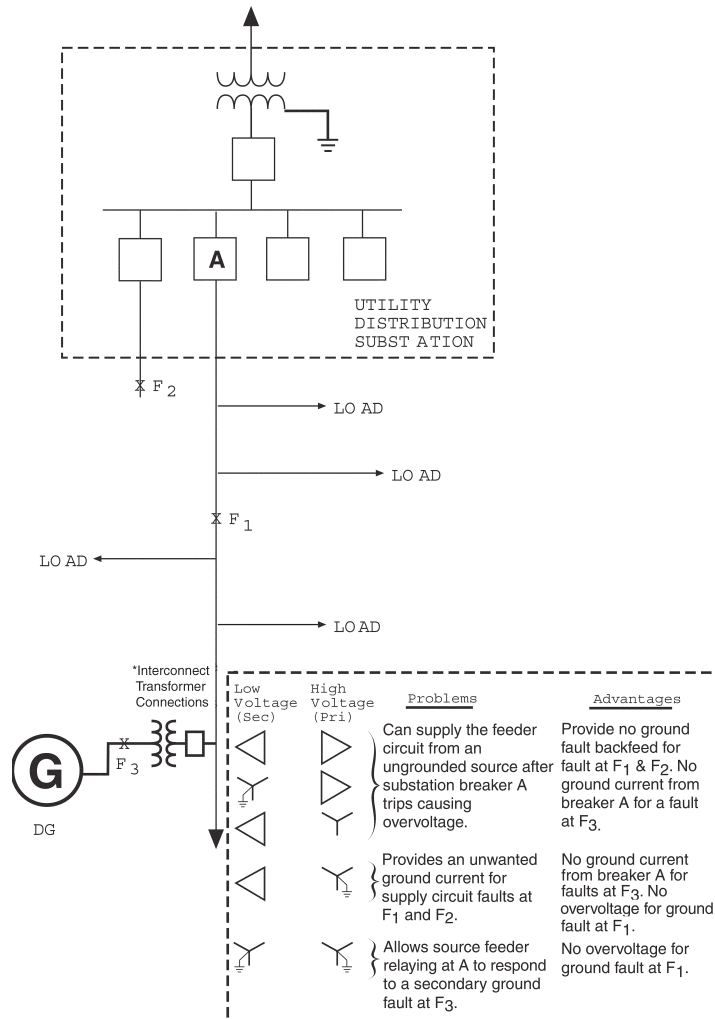 A
UTILITY
DISTRIBUTION
SUBST ATION
X F2
LO AD
LO AD
X F1
LO AD
LO AD
*Interconnect
Transformer
Connections
X
F3
G
DG
Low
Voltage
(Sec)
High
Voltage
(Pri)
Problems
Advantages
Can supply the feeder
circuit from an
ungrounded source after
substation breaker A
trips causing
overvoltage.
Provide no ground
fault backfeed for
fault at F1 & F2. No
ground current from
breaker A for a fault
at F3.
Provides an unwanted
ground current for
supply circuit faults at
F1 and F2.
No ground current
from breaker A for
faults at F3. No
overvoltage for ground
fault at F1.
Allows source feeder
relaying at A to respond
to a secondary ground
fault at F3.
No overvoltage for
ground fault at F1.